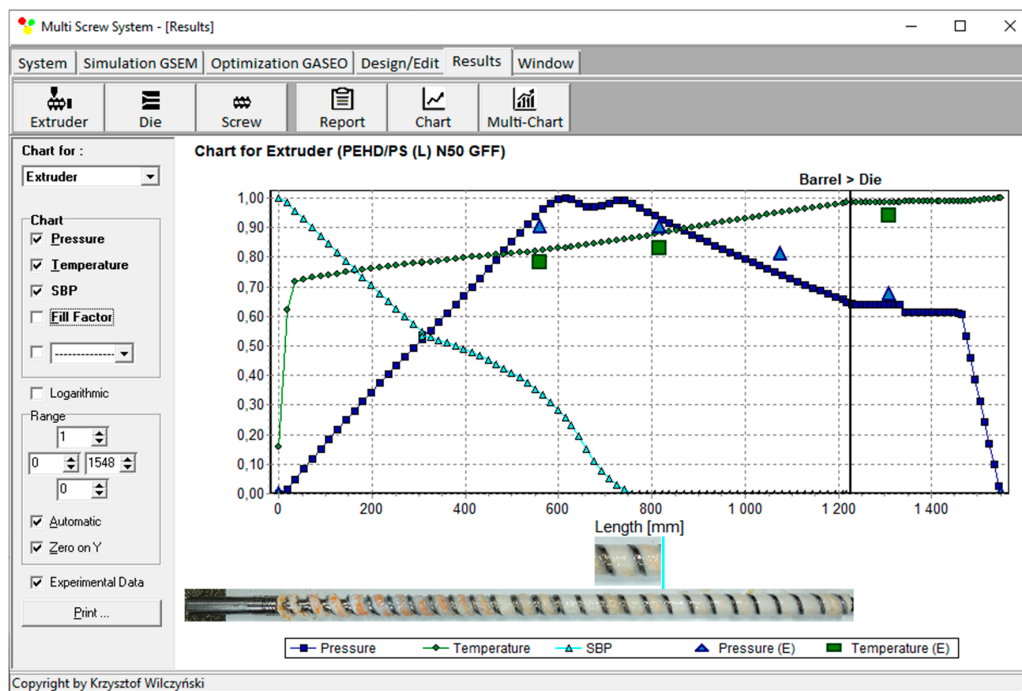 Multi Screw System - [Results]
System Simulation GSEM Optimization GASEO Design/Edit Results Window
Extruder Die Screw Report Chart Multi-Chart
Chart for :
Extruder
Chart
Pressure
Temperature
SBP
Fill Factor
---------------
Logarithmic
Range
1
0 1548
0
Automatic
Zero on Y
Experimental Data
Print ...
Chart for Extruder (PEHD/PS (L) N50 GFF)
Barrel > Die
1,00
0,90
0,80
0,70
0,60
0,50
0,40
0,30
0,20
0,10
0,00
0 200 400 600 800 1 000 1 200 1 400
Length [mm]
Pressure Temperature SBP Pressure (E) Temperature (E)
Copyright by Krzysztof Wilczyński